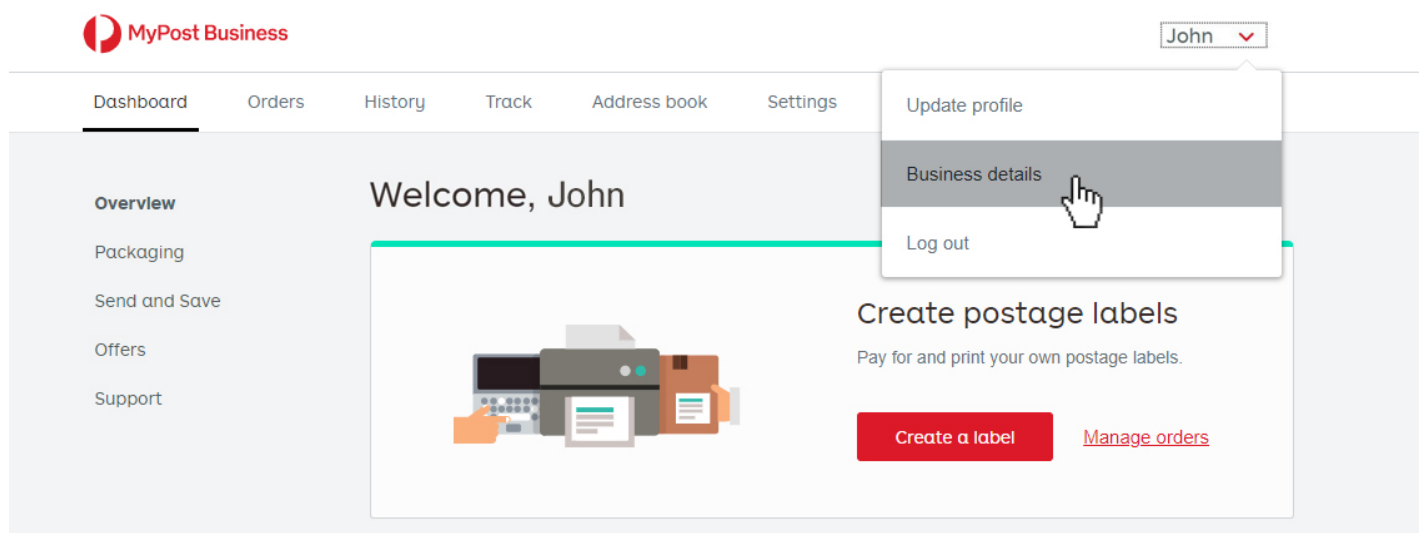 MyPost Business
John
Dashboard Orders History Track Address book Settings
Update profile
Business details
Log out
Overview
Packaging
Send and Save
Offers
Support
Welcome, John
Create postage labels
Pay for and print your own postage labels.
Create a label Manage orders